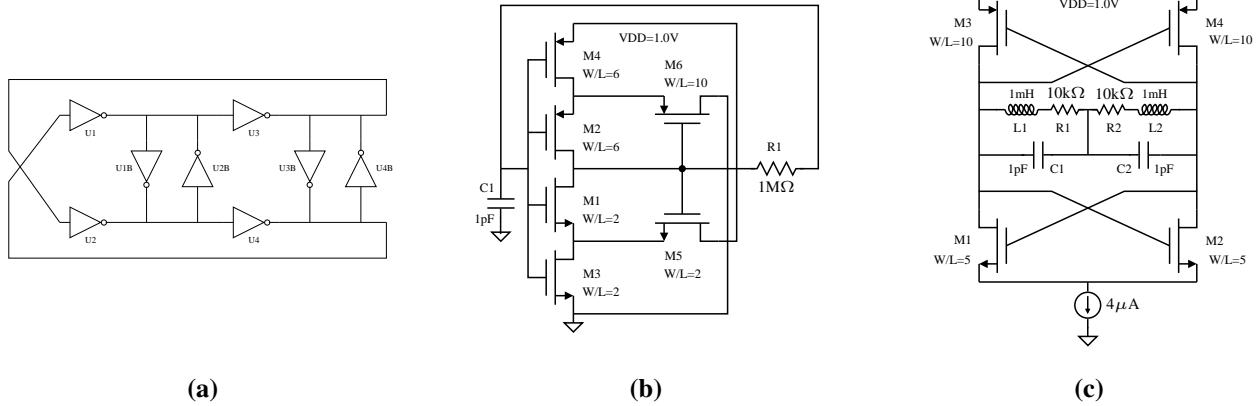 U1
U3
U1B
U2B
U3B
U4B
U2
U4
(a)
VDD=1.0V
M4
W/L=6
M6
W/L=10
M2
W/L=6
R1
1MΩ
C1
1pF
M1
W/L=2
M5
W/L=2
M3
W/L=2
(b)
VDD=1.0V
M3
W/L=10
M4
W/L=10
1mH
10kΩ
10kΩ
1mH
L1
R1
R2
L2
1pF
C1
C2
1pF
M1
W/L=5
M2
W/L=5
4μA
(c)